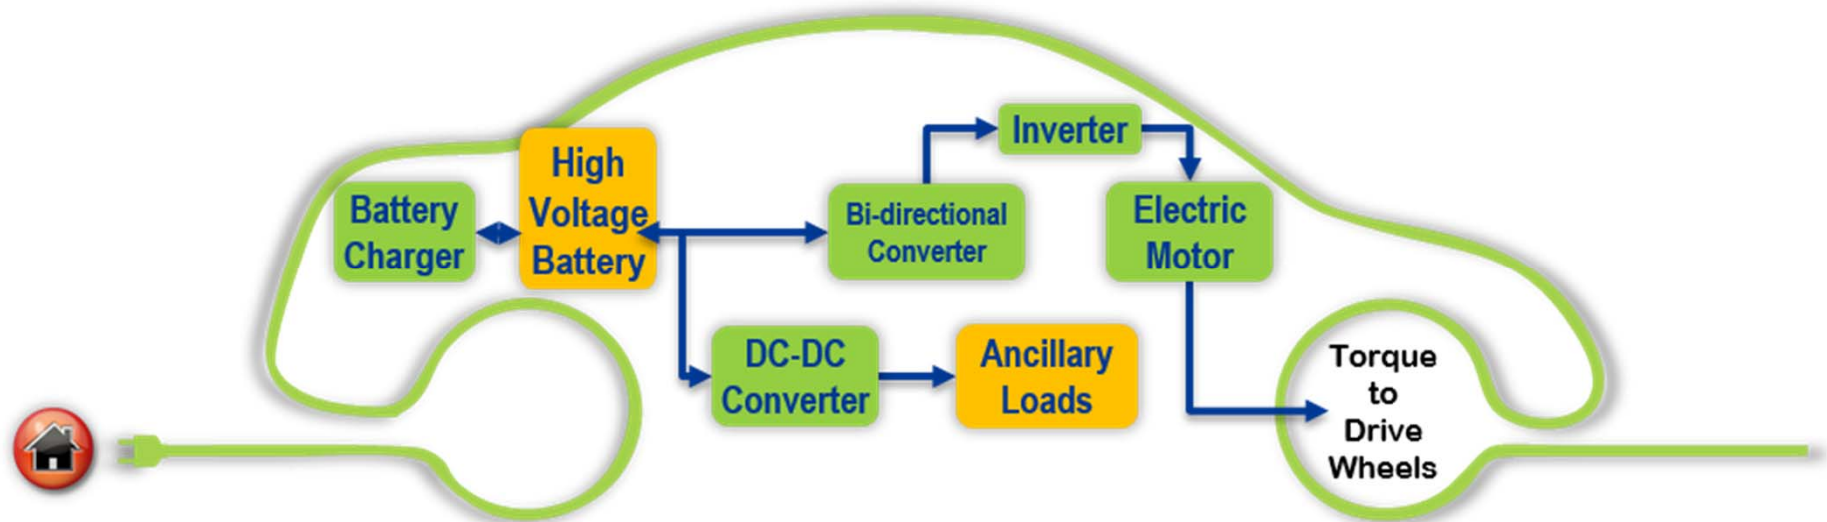 Battery
Charger
High
Voltage
Battery
Bi-directional
Converter
Inverter
Electric
Motor
DC-DC
Converter
Ancillary
Loads
Torque
to
Drive
Wheels